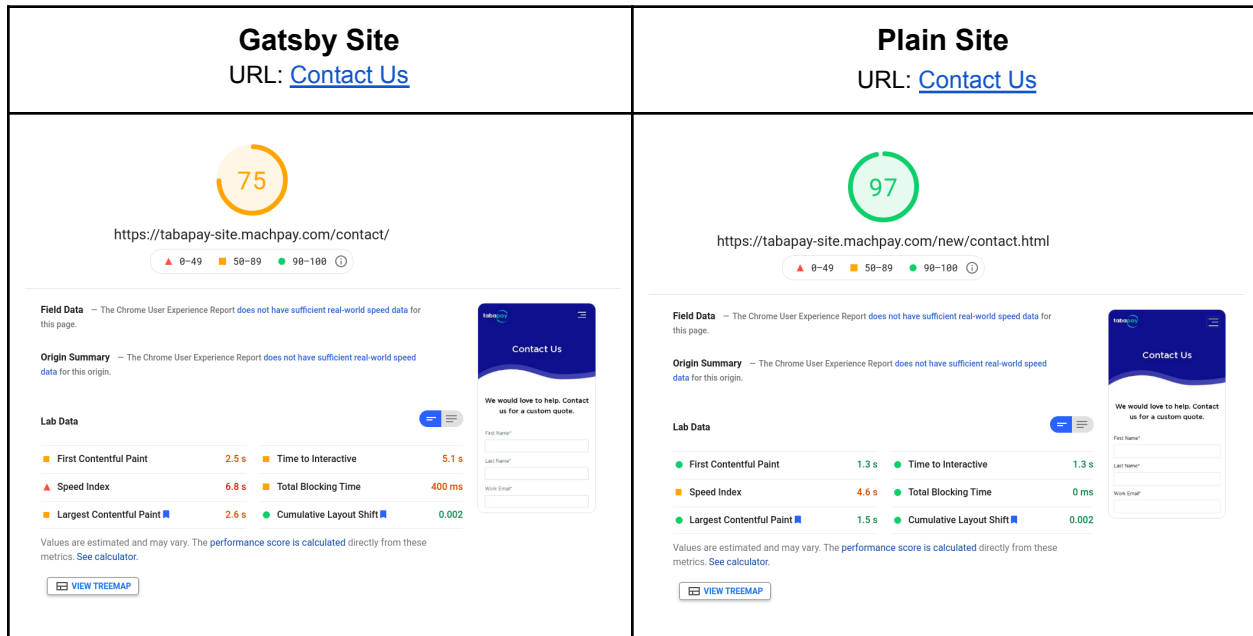 Gatsby Site
URL: Contact Us
75
https://tabapay-site.machpay.com/contact/
0–49 50–89 90–100
Field Data — The Chrome User Experience Report does not have sufficient real-world speed data for
this page.
Origin Summary — The Chrome User Experience Report does not have sufficient real-world speed
data for this origin.
Lab Data
First Contentful Paint 2.5 s Time to Interactive 5.1 s
Speed Index 6.8 s Total Blocking Time 400 ms
Largest Contentful Paint 2.6 s Cumulative Layout Shift 0.002
Values are estimated and may vary. The performance score is calculated directly from these
metrics. See calculator.
VIEW TREEMAP
tabapay
Contact Us
We would love to help. Contact
us for a custom quote.
First Name*
Last Name*
Work Email*
Plain Site
URL: Contact Us
97
https://tabapay-site.machpay.com/new/contact.html
0–49 50–89 90–100
Field Data — The Chrome User Experience Report does not have sufficient real-world speed data for
this page.
Origin Summary — The Chrome User Experience Report does not have sufficient real-world speed
data for this origin.
Lab Data
First Contentful Paint 1.3 s Time to Interactive 1.3 s
Speed Index 4.6 s Total Blocking Time 0 ms
Largest Contentful Paint 1.5 s Cumulative Layout Shift 0.002
Values are estimated and may vary. The performance score is calculated directly from these
metrics. See calculator.
VIEW TREEMAP
tabapay
Contact Us
We would love to help. Contact
us for a custom quote.
First Name*
Last Name*
Work Email*